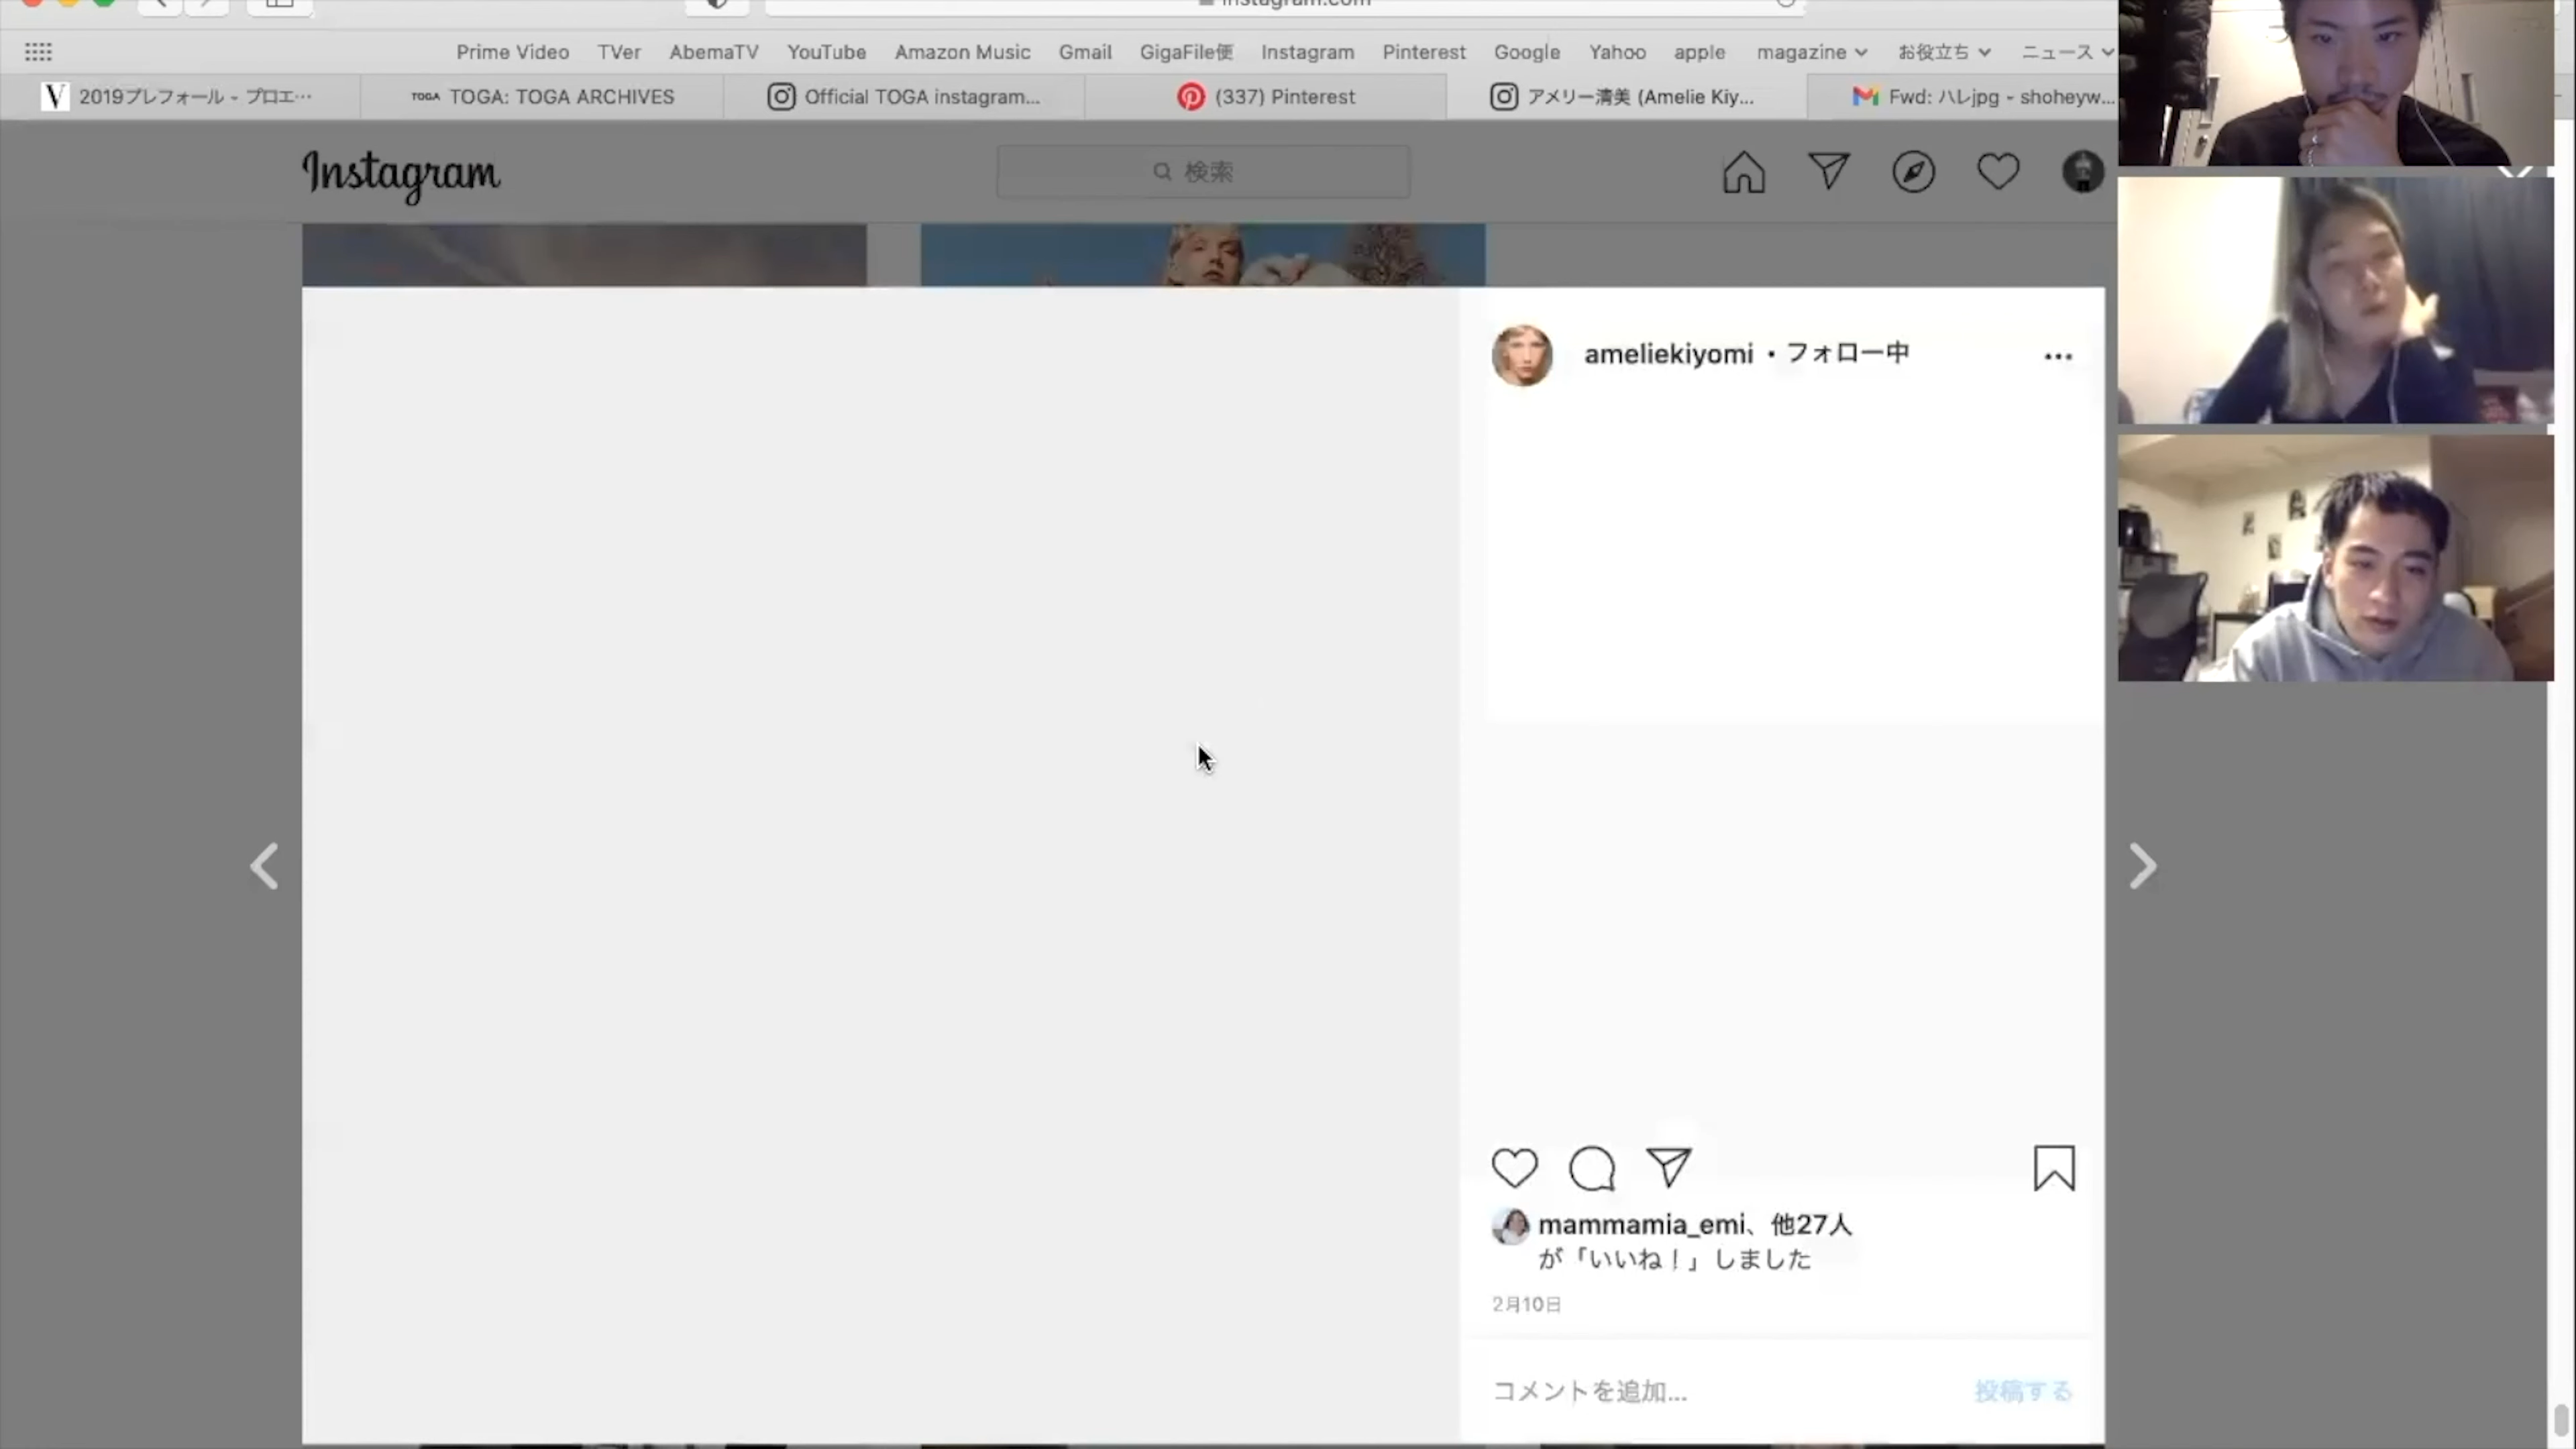 instagram.com
Prime Video TVer AbemaTV YouTube Amazon Music Gmail GigaFile便 Instagram Pinterest Google Yahoo apple magazine お役立ち ニュース
V 2019プレフォール - プロエ…
TOGA TOGA: TOGA ARCHIVES
Official TOGA instagram...
(337) Pinterest
アメリー清美 (Amelie Kiy...
Fwd: ハレjpg - shoheyw...
Instagram
検索
ameliekiyomi • フォロー中
mammamia_emi、他27人
が「いいね！」しました
2月10日
コメントを追加...
投稿する